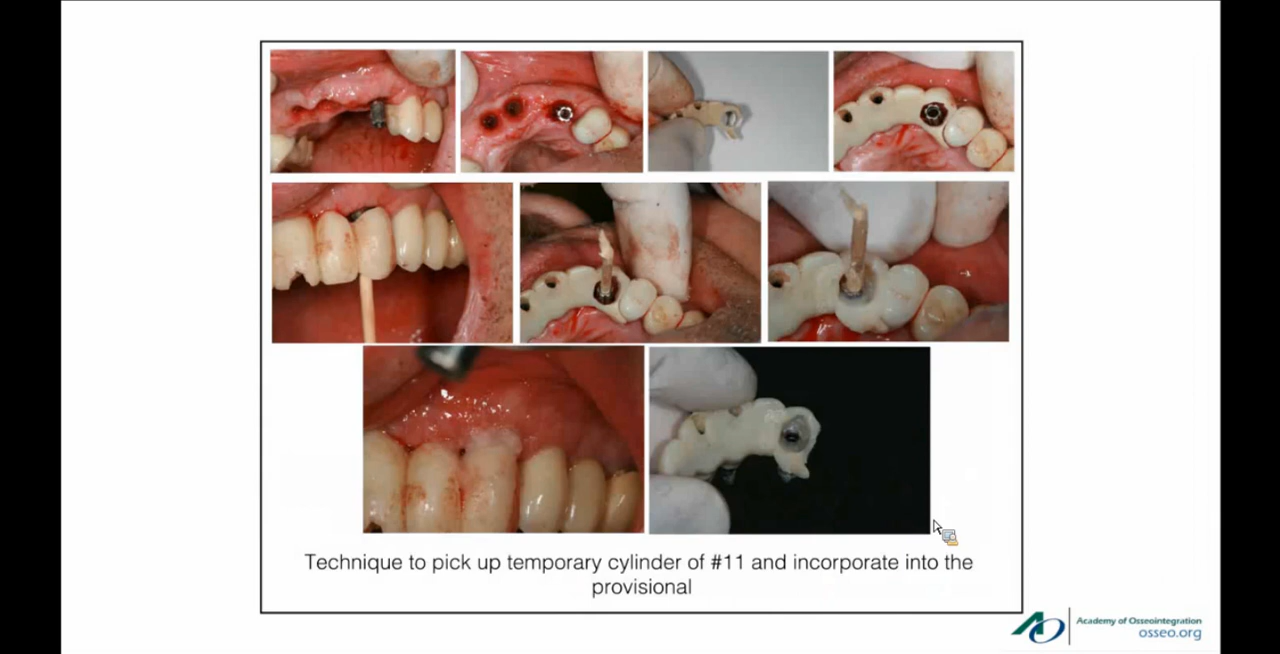 Technique to pick up temporary cylinder of #11 and incorporate into the
provisional
Academy of Osseointegration
osseo.org